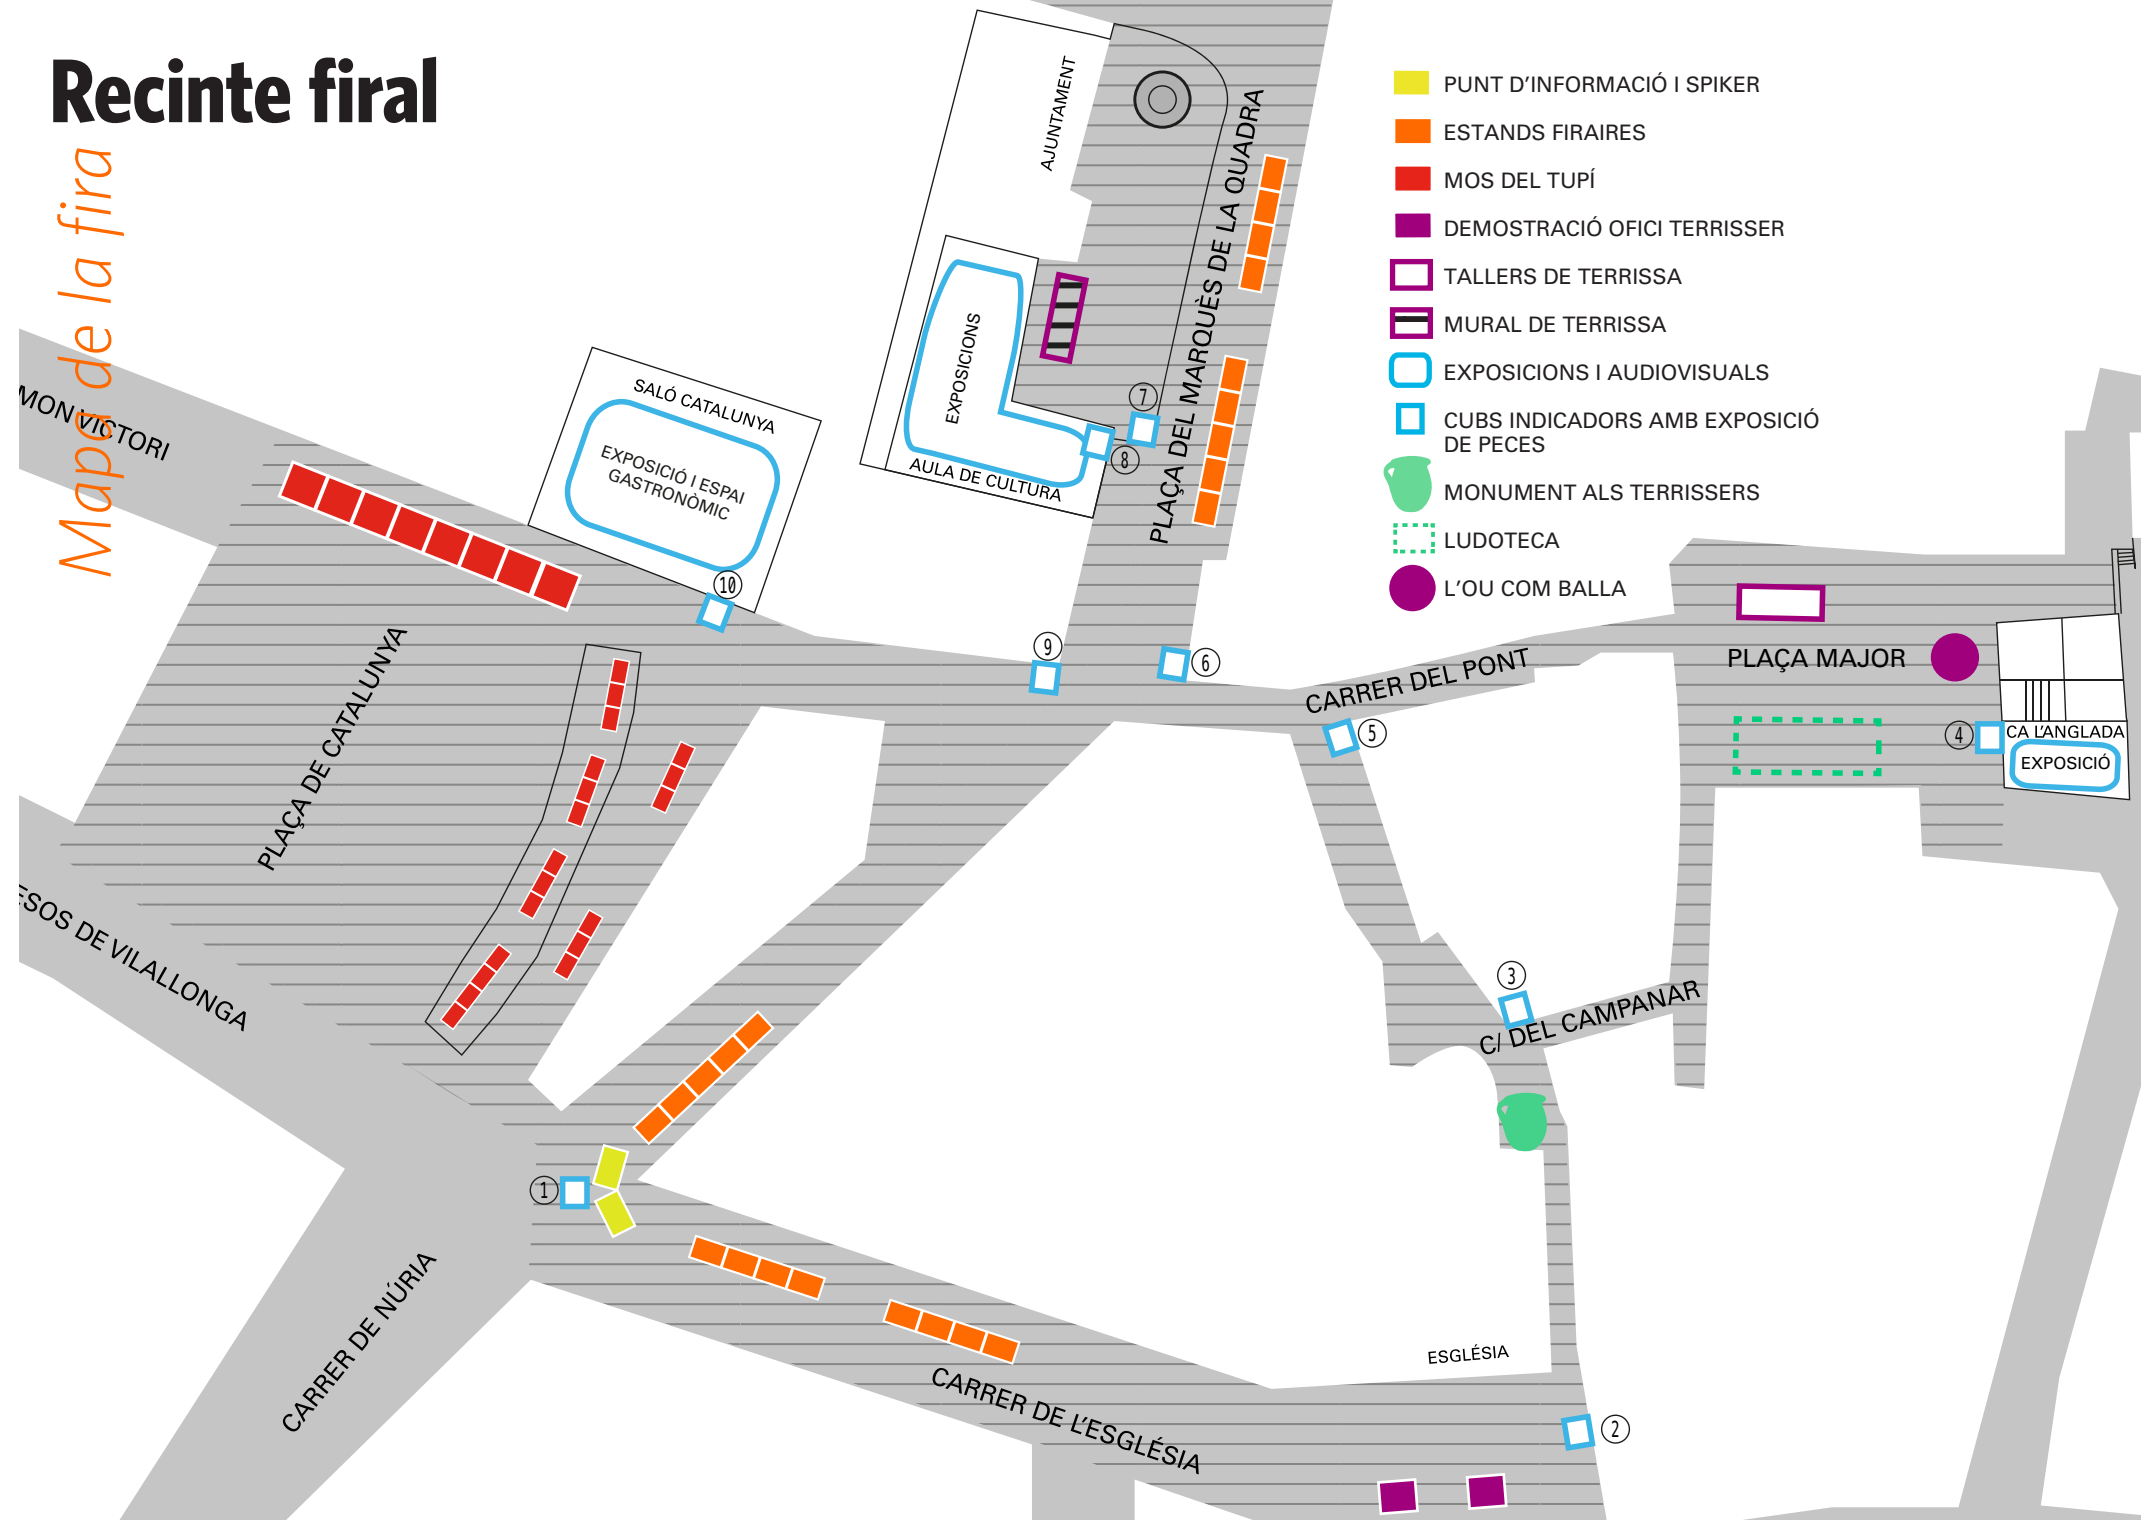 Recinte firal
Mapa de la fira
PUNT D'INFORMACIÓ I SPIKER
ESTANDS FIRAIRES
MOS DEL TUPÍ
DEMOSTRACIÓ OFICI TERRISSER
TALLERS DE TERRISSA
MURAL DE TERRISSA
EXPOSICIONS I AUDIOVISUALS
CUBS INDICADORS AMB EXPOSICIÓ
DE PECES
MONUMENT ALS TERRISSERS
LUDOTECA
L'OU COM BALLA
AJUNTAMENT
PLAÇA DEL MARQUÈS DE LA QUADRA
EXPOSICIONS
AULA DE CULTURA
7
8
MON VICTORI
SALÓ CATALUNYA
EXPOSICIÓ I ESPAI
GASTRONÒMIC
10
9
6
CARRER DEL PONT
5
PLAÇA MAJOR
4
CA L'ANGLADA
EXPOSICIÓ
PLAÇA DE CATALUNYA
ESOS DE VILALLONGA
3
C/ DEL CAMPANAR
1
CARRER DE NÚRIA
CARRER DE L'ESGLÉSIA
ESGLÉSIA
2